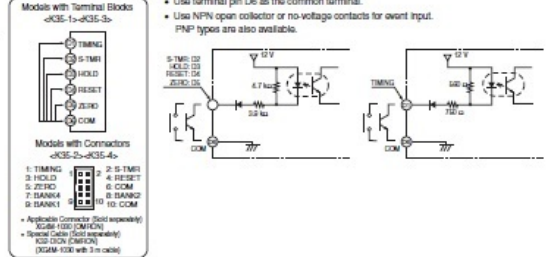 Models with Terminal Blocks
<K35-1><K35-3>
TIMING
S-TMR
HOLD
RESET
ZERO
COM
Models with Connectors
<K35-2><K35-4>
1: TIMING
2: S-TMR
3: HOLD
4: RESET
5: ZERO
6: COM
7: BANK4
8: BANK2
9: BANK1
10: COM
1
2
9
10
• Applicable Connector (Sold separately)
XG4M-1030 (OMRON)
• Special Cable (Sold separately)
K32-DICN (OMRON)
(XG4M-1030 with 3 m cable)
• Use terminal pin D6 as the common terminal.
• Use NPN open collector or no-voltage contacts for event input.
PNP types are also available.
S-TMR: D2
HOLD: D3
RESET: D4
ZERO: D5
12 V
4.7 kΩ
3.9 kΩ
COM
TIMING
12 V
750 Ω
COM